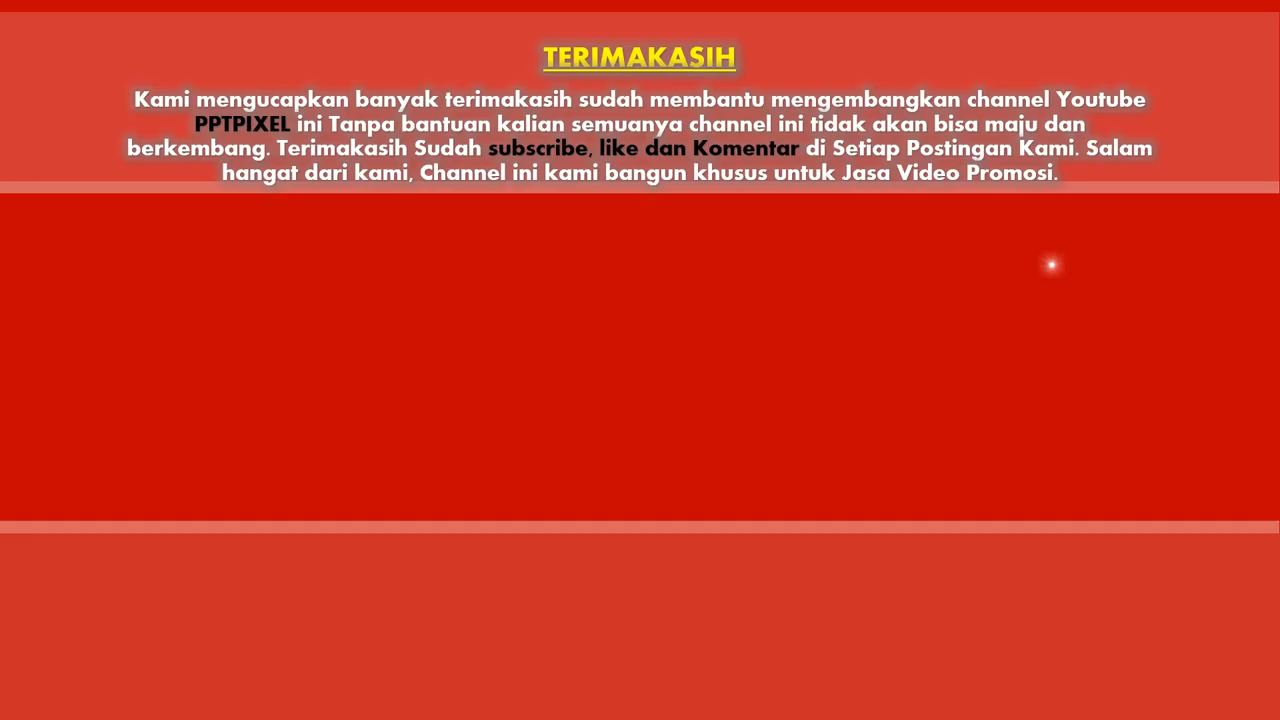 TERIMAKASIH
Kami mengucapkan banyak terimakasih sudah membantu mengembangkan channel Youtube
PPTPIXEL ini Tanpa bantuan kalian semuanya channel ini tidak akan bisa maju dan
berkembang. Terimakasih Sudah subscribe, like dan Komentar di Setiap Postingan Kami. Salam
hangat dari kami, Channel ini kami bangun khusus untuk Jasa Video Promosi.